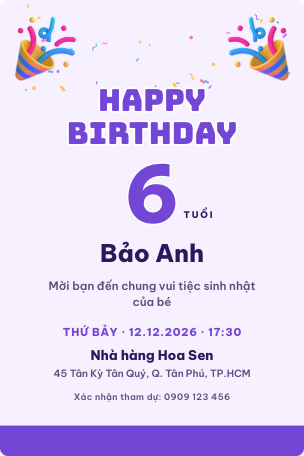 HAPPY
BIRTHDAY
6 TUỔI
Bảo Anh
Mời bạn đến chung vui tiệc sinh nhật
của bé
THỨ BẢY · 12.12.2026 · 17:30
Nhà hàng Hoa Sen
45 Tân Kỳ Tân Quý, Q. Tân Phú, TP.HCM
Xác nhận tham dự: 0909 123 456